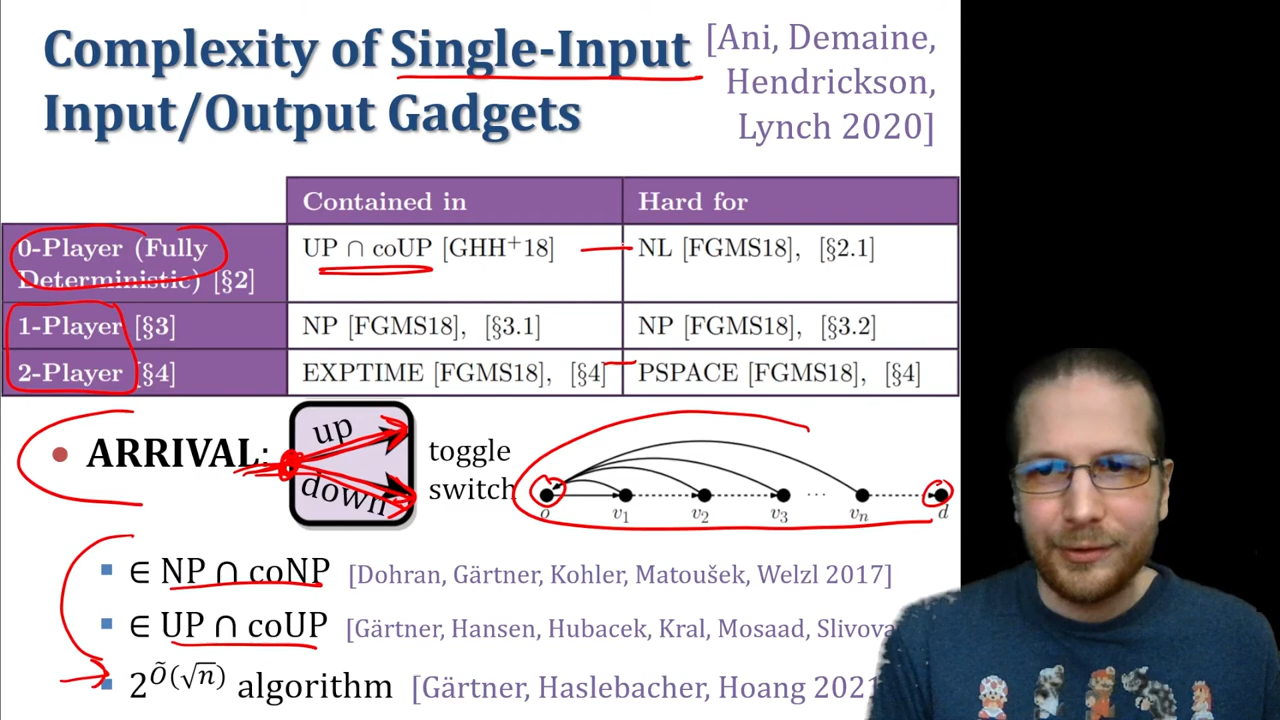 Complexity of Single-Input
Input/Output Gadgets
[Ani, Demaine,
Hendrickson,
Lynch 2020]
Contained in Hard for
0-Player (Fully
Deterministic) [§2] UP ∩ coUP [GHH+18] NL [FGMS18], [§2.1]
1-Player [§3] NP [FGMS18], [§3.1] NP [FGMS18], [§3.2]
2-Player [§4] EXPTIME [FGMS18], [§4] PSPACE [FGMS18], [§4]
• ARRIVAL:
up
down
toggle
switch
o v1 v2 v3 ... vn d
∈ NP ∩ coNP [Dohran, Gärtner, Kohler, Matoušek, Welzl 2017]
∈ UP ∩ coUP [Gärtner, Hansen, Hubacek, Kral, Mosaad, Slivova
2^Õ(√n) algorithm [Gärtner, Haslebacher, Hoang 2021